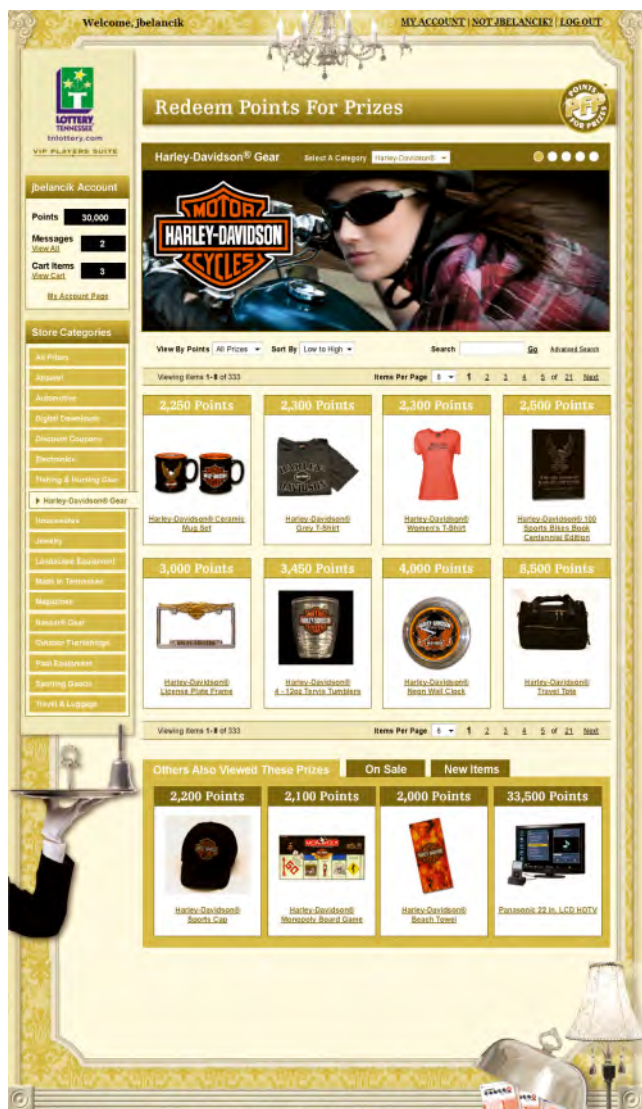 Welcome, jbelancik
MY ACCOUNT | NOT JBELANCIK? | LOG OUT
LOTTERY
TENNESSEE
tnlottery.com
VIP PLAYERS SUITE
Redeem Points For Prizes
POINTS
PFP
FOR PRIZES
jbelancik Account
Points 30,000
Messages 2
View All
Cart Items 3
View Cart
My Account Page
Store Categories
All Prizes
Apparel
Automotive
Digital Downloads
Discount Coupons
Electronics
Fishing & Hunting Gear
Harley-Davidson® Gear
Housewares
Jewelry
Landscape Equipment
Made in Tennessee
Magazines
Nascar® Gear
Outdoor Furnishings
Pool Equipment
Sporting Goods
Travel & Luggage
Harley-Davidson® Gear Select A Category Harley-Davidson®
MOTOR
HARLEY-DAVIDSON
CYCLES
View By Points All Prizes Sort By Low to High Search Go Advanced Search
Viewing Items 1-8 of 333 Items Per Page 8 1 2 3 4 5 of 21 Next
2,250 Points
Harley-Davidson® Ceramic
Mug Set
2,300 Points
Harley-Davidson®
Grey T-Shirt
2,300 Points
Harley-Davidson®
Women's T-Shirt
2,500 Points
Harley-Davidson® 100
Sports Bikes Book
Centennial Edition
3,000 Points
Harley-Davidson®
License Plate Frame
3,450 Points
Harley-Davidson®
4 - 12oz Tervis Tumblers
4,000 Points
Harley-Davidson®
Neon Wall Clock
8,500 Points
Harley-Davidson®
Travel Tote
Viewing Items 1-8 of 333 Items Per Page 8 1 2 3 4 5 of 21 Next
Others Also Viewed These Prizes On Sale New Items
2,200 Points
Harley-Davidson®
Sports Cap
2,100 Points
MONOPOLY
Harley-Davidson®
Monopoly Board Game
2,000 Points
Harley-Davidson®
Beach Towel
33,500 Points
Panasonic 22 in. LCD HDTV